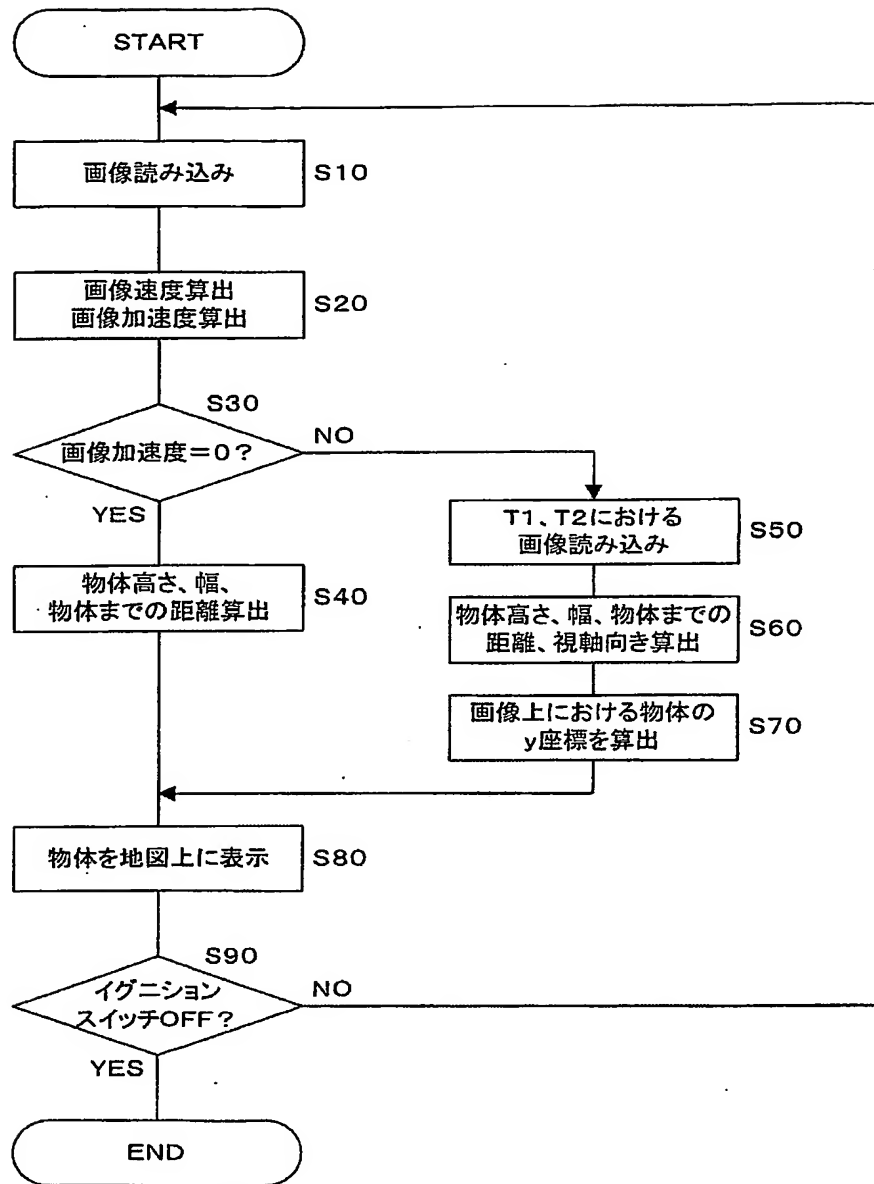 START
画像読み込み
S10
画像速度算出
画像加速度算出
S20
S30
画像加速度=0?
NO
YES
物体高さ、幅、
物体までの距離算出
S40
T1、T2における
画像読み込み
S50
物体高さ、幅、物体までの
距離、視軸向き算出
S60
画像上における物体の
y座標を算出
S70
物体を地図上に表示
S80
S90
イグニション
スイッチOFF?
NO
YES
END